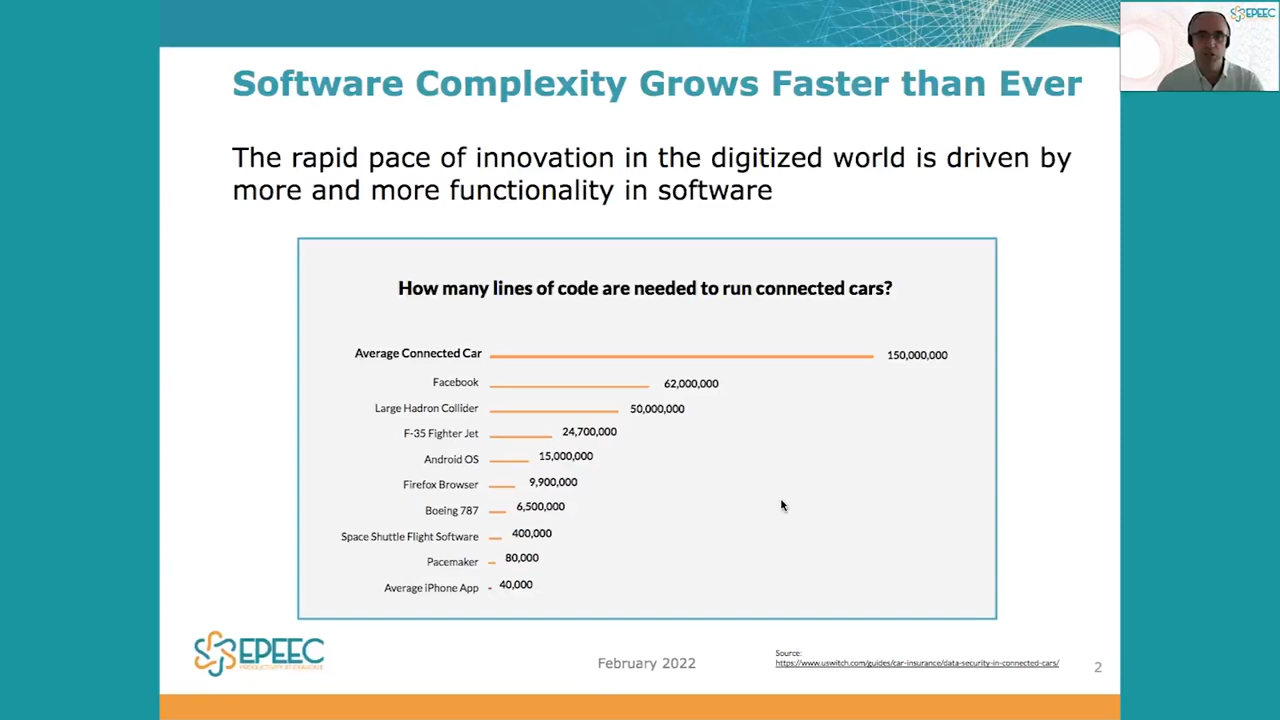 EPEEC
Software Complexity Grows Faster than Ever
The rapid pace of innovation in the digitized world is driven by
more and more functionality in software
How many lines of code are needed to run connected cars?
Average Connected Car 150,000,000
Facebook 62,000,000
Large Hadron Collider 50,000,000
F-35 Fighter Jet 24,700,000
Android OS 15,000,000
Firefox Browser 9,900,000
Boeing 787 6,500,000
Space Shuttle Flight Software 400,000
Pacemaker 80,000
Average iPhone App 40,000
EPEEC
PRODUCTIVITY AT EXASCALE
February 2022
Source:
https://www.uswitch.com/guides/car-insurance/data-security-in-connected-cars/
2